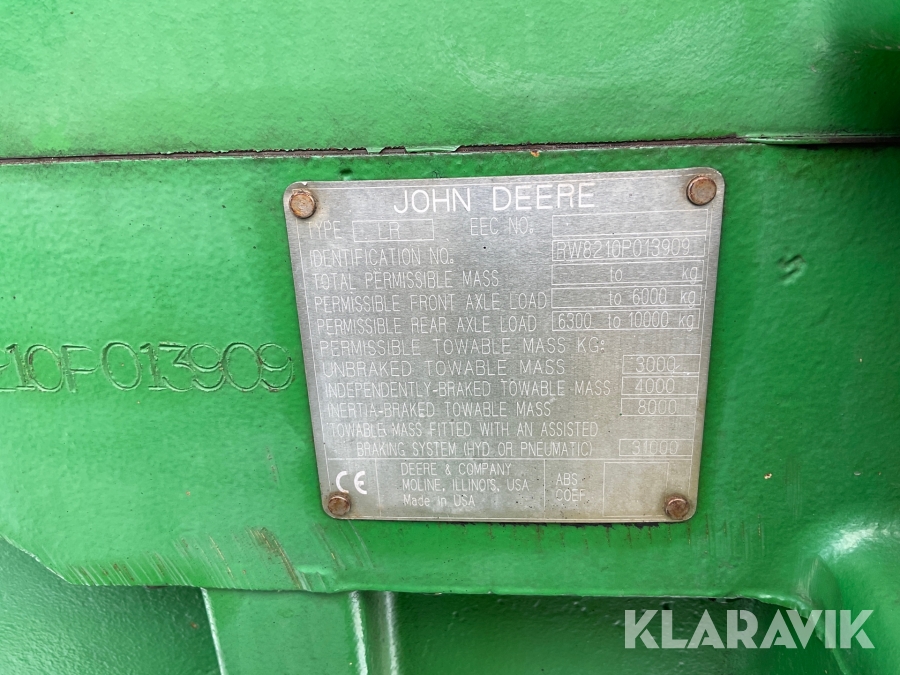 JOHN DEERE
TYPE EEC NO.
IDENTIFICATION NO. RW8210P013909
TOTAL PERMISSIBLE MASS to kg
PERMISSIBLE FRONT AXLE LOAD to 6000 kg
PERMISSIBLE REAR AXLE LOAD 6300 to 10000 kg
PERMISSIBLE TOWABLE MASS KG:
UNBRAKED TOWABLE MASS 3000
INDEPENDENTLY-BRAKED TOWABLE MASS 4000
INERTIA-BRAKED TOWABLE MASS 8000
TOWABLE MASS FITTED WITH AN ASSISTED
BRAKING SYSTEM (HYD OR PNEUMATIC) 31000
CE
DEERE & COMPANY
MOLINE, ILLINOIS, USA
Made in USA
ABS
COEF.
10P013909
KLARAVIK